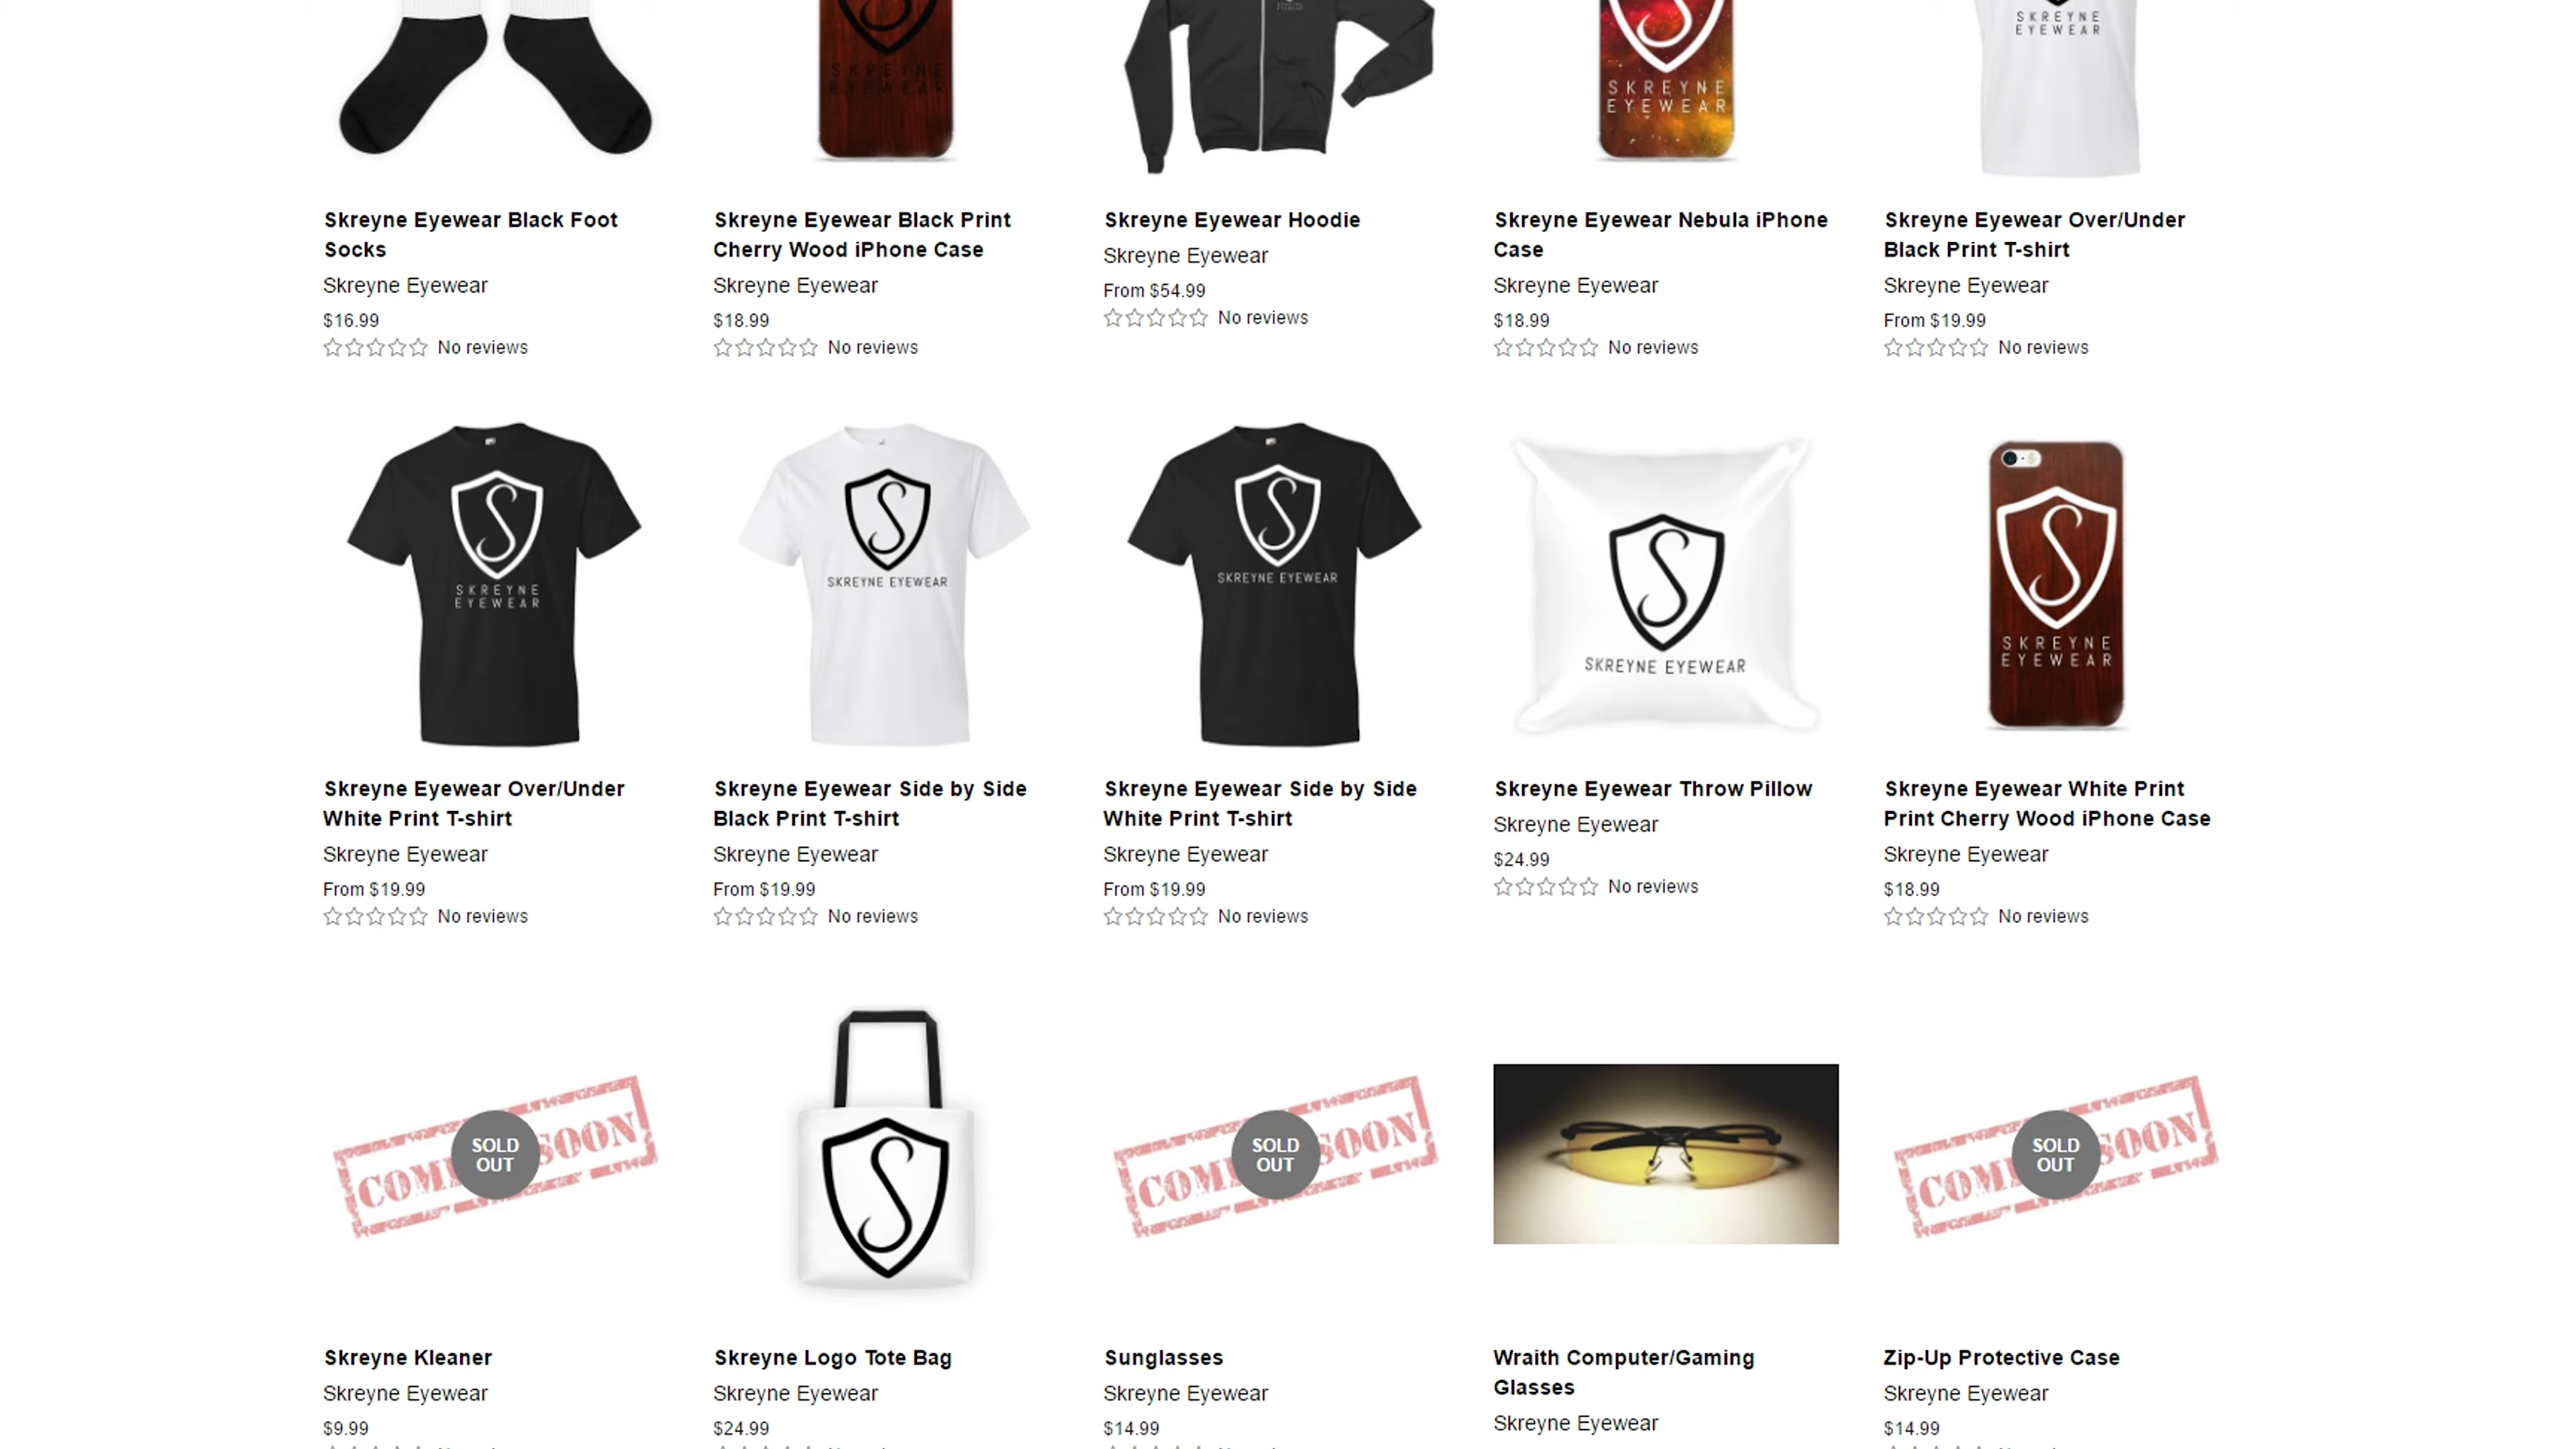 SKREYNE
EYEWEAR
SKREYNE
EYEWEAR
SKREYNE
EYEWEAR
Skreyne Eyewear Black Foot
Socks
Skreyne Eyewear
$16.99
No reviews
Skreyne Eyewear Black Print
Cherry Wood iPhone Case
Skreyne Eyewear
$18.99
No reviews
Skreyne Eyewear Hoodie
Skreyne Eyewear
From $54.99
No reviews
Skreyne Eyewear Nebula iPhone
Case
Skreyne Eyewear
$18.99
No reviews
Skreyne Eyewear Over/Under
Black Print T-shirt
Skreyne Eyewear
From $19.99
No reviews
S
SKREYNE
EYEWEAR
S
SKREYNE EYEWEAR
S
SKREYNE EYEWEAR
S
SKREYNE EYEWEAR
S
SKREYNE
EYEWEAR
Skreyne Eyewear Over/Under
White Print T-shirt
Skreyne Eyewear
From $19.99
No reviews
Skreyne Eyewear Side by Side
Black Print T-shirt
Skreyne Eyewear
From $19.99
No reviews
Skreyne Eyewear Side by Side
White Print T-shirt
Skreyne Eyewear
From $19.99
No reviews
Skreyne Eyewear Throw Pillow
Skreyne Eyewear
$24.99
No reviews
Skreyne Eyewear White Print
Print Cherry Wood iPhone Case
Skreyne Eyewear
$18.99
No reviews
SOLD
OUT
SOON
S
SOLD
OUT
SOON
SOLD
OUT
SOON
Skreyne Kleaner
Skreyne Eyewear
$9.99
Skreyne Logo Tote Bag
Skreyne Eyewear
$24.99
Sunglasses
Skreyne Eyewear
$14.99
Wraith Computer/Gaming
Glasses
Skreyne Eyewear
Zip-Up Protective Case
Skreyne Eyewear
$14.99